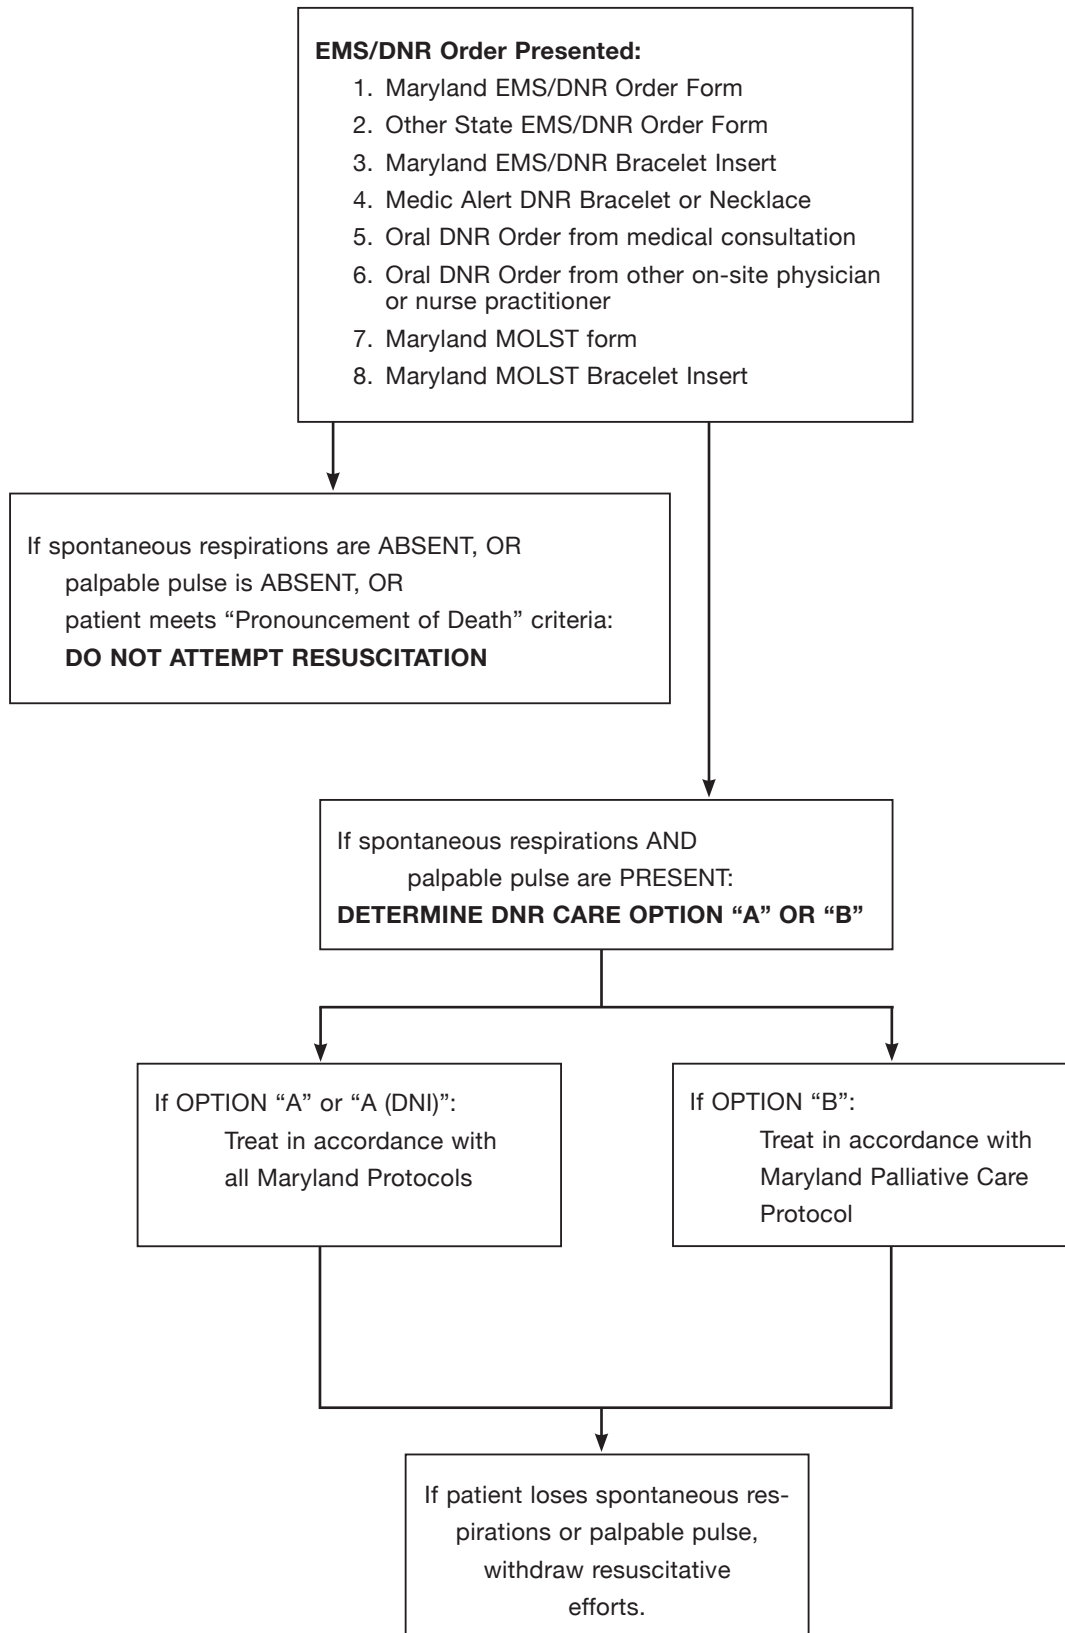 EMS/DNR Order Presented:
1. Maryland EMS/DNR Order Form
2. Other State EMS/DNR Order Form
3. Maryland EMS/DNR Bracelet Insert
4. Medic Alert DNR Bracelet or Necklace
5. Oral DNR Order from medical consultation
6. Oral DNR Order from other on-site physician
or nurse practitioner
7. Maryland MOLST form
8. Maryland MOLST Bracelet Insert
If spontaneous respirations are ABSENT, OR
palpable pulse is ABSENT, OR
patient meets “Pronouncement of Death” criteria:
DO NOT ATTEMPT RESUSCITATION
If spontaneous respirations AND
palpable pulse are PRESENT:
DETERMINE DNR CARE OPTION “A” OR “B”
If OPTION “A” or “A (DNI)”:
Treat in accordance with
all Maryland Protocols
If OPTION “B”:
Treat in accordance with
Maryland Palliative Care
Protocol
If patient loses spontaneous res-
pirations or palpable pulse,
withdraw resuscitative
efforts.